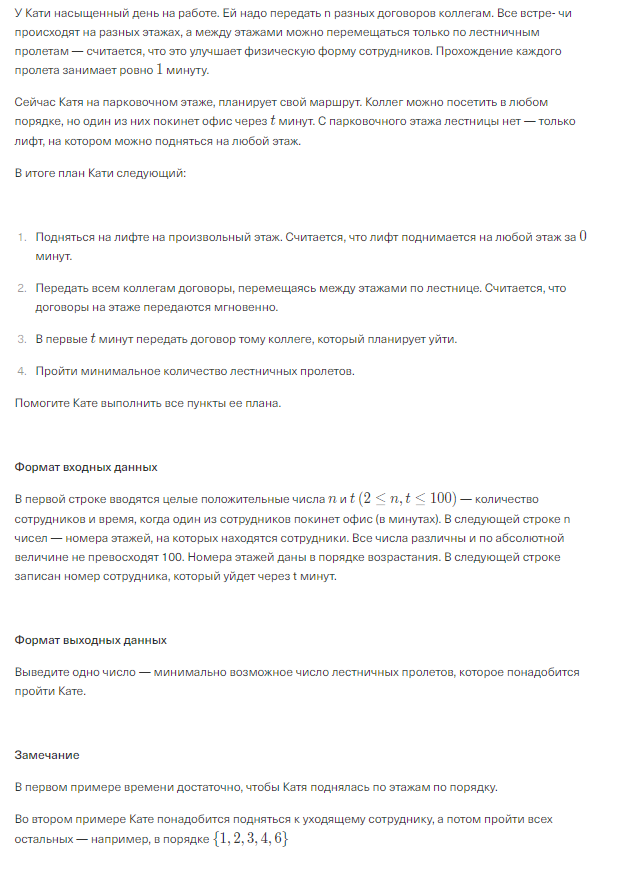 У Кати насыщенный день на работе. Ей надо передать n разных договоров коллегам. Все встре- чи
происходят на разных этажах, а между этажами можно перемещаться только по лестничным
пролетам — считается, что это улучшает физическую форму сотрудников. Прохождение каждого
пролета занимает ровно 1 минуту.
Сейчас Катя на парковочном этаже, планирует свой маршрут. Коллег можно посетить в любом
порядке, но один из них покинет офис через t минут. С парковочного этажа лестницы нет — только
лифт, на котором можно подняться на любой этаж.
В итоге план Кати следующий:
1. Подняться на лифте на произвольный этаж. Считается, что лифт поднимается на любой этаж за 0
минут.
2. Передать всем коллегам договоры, перемещаясь между этажами по лестнице. Считается, что
договоры на этаже передаются мгновенно.
3. В первые t минут передать договор тому коллеге, который планирует уйти.
4. Пройти минимальное количество лестничных пролетов.
Помогите Кате выполнить все пункты ее плана.
Формат входных данных
В первой строке вводятся целые положительные числа n и t (2 ≤ n, t ≤ 100) — количество
сотрудников и время, когда один из сотрудников покинет офис (в минутах). В следующей строке n
чисел — номера этажей, на которых находятся сотрудники. Все числа различны и по абсолютной
величине не превосходят 100. Номера этажей даны в порядке возрастания. В следующей строке
записан номер сотрудника, который уйдет через t минут.
Формат выходных данных
Выведите одно число — минимально возможное число лестничных пролетов, которое понадобится
пройти Кате.
Замечание
В первом примере времени достаточно, чтобы Катя поднялась по этажам по порядку.
Во втором примере Кате понадобится подняться к уходящему сотруднику, а потом пройти всех
остальных — например, в порядке {1, 2, 3, 4, 6}